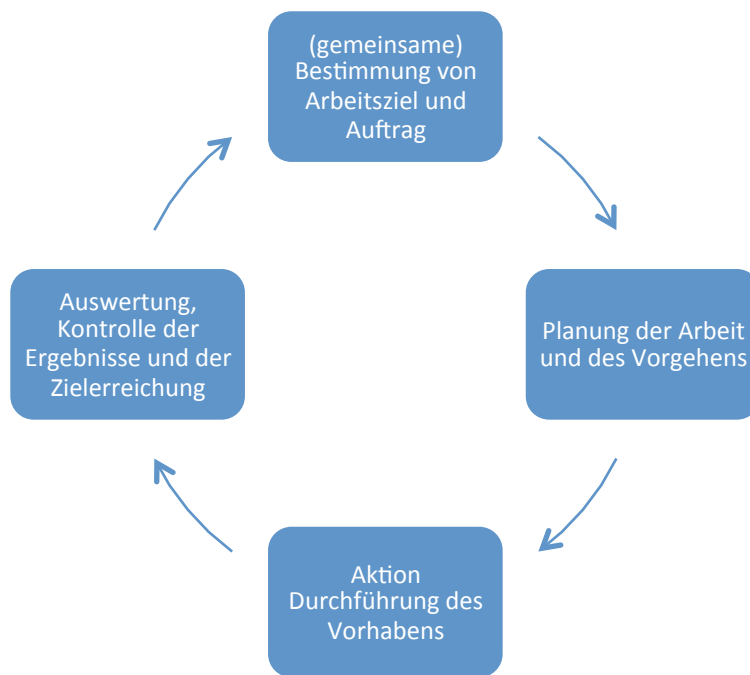 (gemeinsame)
Bestimmung von
Arbeitsziel und
Auftrag
Planung der Arbeit
und des Vorgehens
Aktion
Durchführung des
Vorhabens
Auswertung,
Kontrolle der
Ergebnisse und der
Zielerreichung